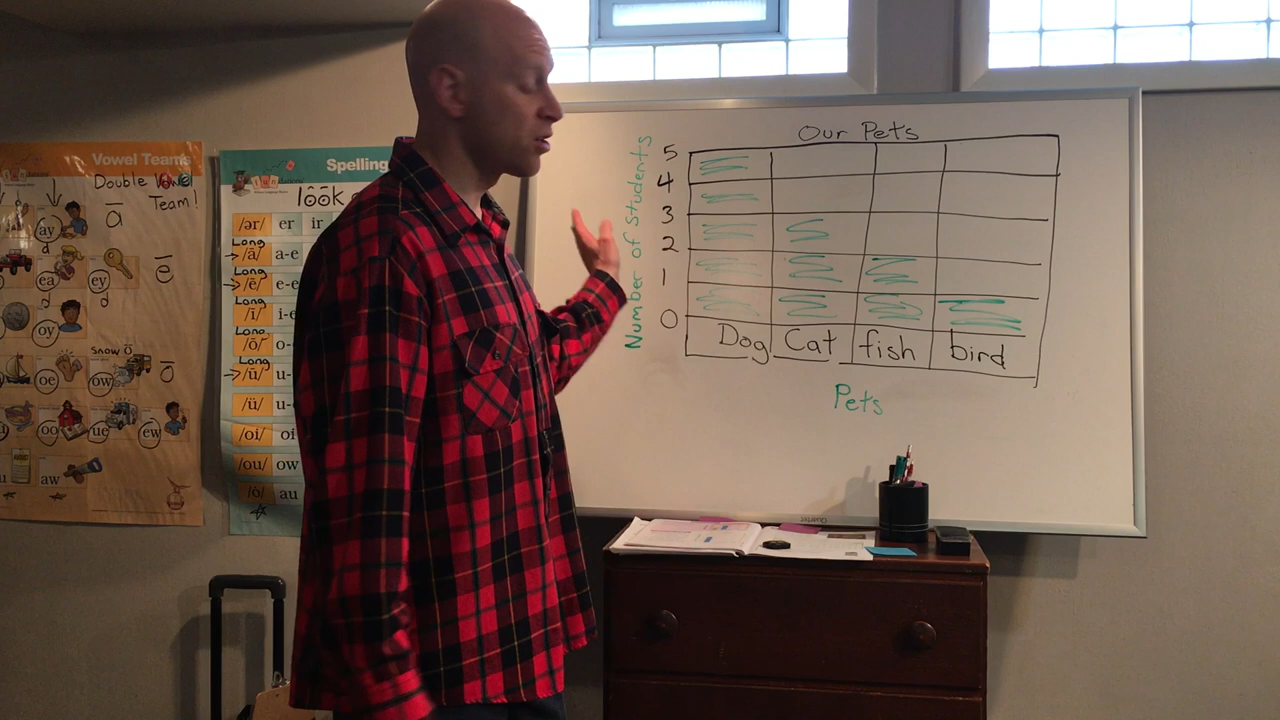 Vowel Teams
Double Vowel
Team!
ay
ā
ea
ey
ē
oy
Snow ō
oe
ow
ō
oo
ue
ew
aw
Spelling
lôôk
/ər/ er ir
Long
/ā/ a-e
Long
/ē/ e-e
Long
/ī/ i-e
Long
/ō/ o-
Long
/ū/ u-
/ü/ u-
/oi/ oi
/ou/ ow
/ò/ au
Our Pets
Number of Students
5
4
3
2
1
0
Dog Cat fish bird
Pets